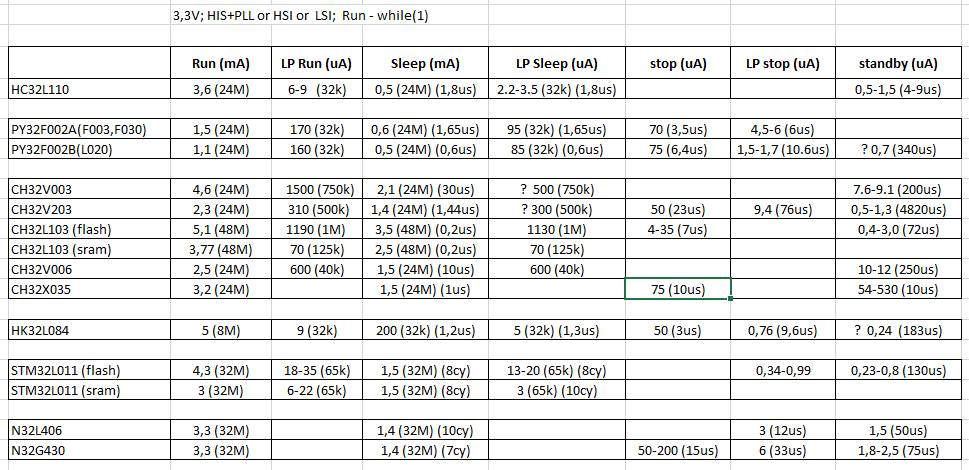 3,3V; HIS+PLL or HSI or LSI; Run - while(1)
Run (mA) LP Run (uA) Sleep (mA) LP Sleep (uA) stop (uA) LP stop (uA) standby (uA)
HC32L110 3,6 (24M) 6-9 (32k) 0,5 (24M) (1,8us) 2.2-3.5 (32k) (1,8us) 0,5-1,5 (4-9us)
PY32F002A(F003,F030) 1,5 (24M) 170 (32k) 0,6 (24M) (1,65us) 95 (32k) (1,65us) 70 (3,5us) 4,5-6 (6us)
PY32F002B(L020) 1,1 (24M) 160 (32k) 0,5 (24M) (0,6us) 85 (32k) (0,6us) 75 (6,4us) 1,5-1,7 (10.6us) ? 0,7 (340us)
CH32V003 4,6 (24M) 1500 (750k) 2,1 (24M) (30us) ? 500 (750k) 7.6-9.1 (200us)
CH32V203 2,3 (24M) 310 (500k) 1,4 (24M) (1,44us) ? 300 (500k) 50 (23us) 9,4 (76us) 0,5-1,3 (4820us)
CH32L103 (flash) 5,1 (48M) 1190 (1M) 3,5 (48M) (0,2us) 1130 (1M) 4-35 (7us) 0,4-3,0 (72us)
CH32L103 (sram) 3,77 (48M) 70 (125k) 2,5 (48M) (0,2us) 70 (125k)
CH32V006 2,5 (24M) 600 (40k) 1,5 (24M) (10us) 600 (40k) 10-12 (250us)
CH32X035 3,2 (24M) 1,5 (24M) (1us) 75 (10us) 54-530 (10us)
HK32L084 5 (8M) 9 (32k) 200 (32k) (1,2us) 5 (32k) (1,3us) 50 (3us) 0,76 (9,6us) ? 0,24 (183us)
STM32L011 (flash) 4,3 (32M) 18-35 (65k) 1,5 (32M) (8cy) 13-20 (65k) (8cy) 0,34-0,99 0,23-0,8 (130us)
STM32L011 (sram) 3 (32M) 6-22 (65k) 1,5 (32M) (8cy) 3 (65k) (10cy)
N32L406 3,3 (32M) 1,4 (32M) (10cy) 3 (12us) 1,5 (50us)
N32G430 3,3 (32M) 1,4 (32M) (7cy) 50-200 (15us) 6 (33us) 1,8-2,5 (75us)